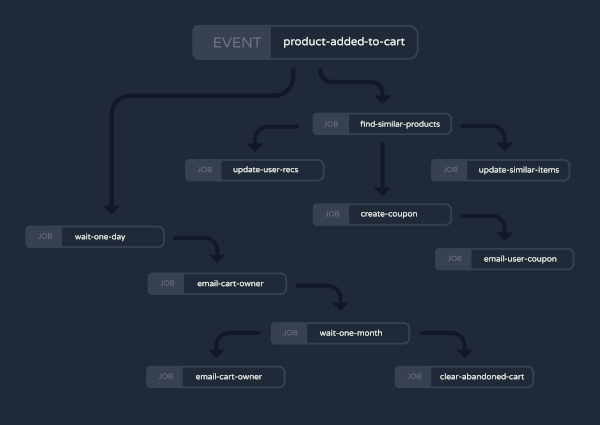 EVENT product-added-to-cart
JOB find-similar-products
JOB update-user-recs
JOB update-similar-items
JOB create-coupon
JOB wait-one-day
JOB email-user-coupon
JOB email-cart-owner
JOB wait-one-month
JOB email-cart-owner
JOB clear-abandoned-cart